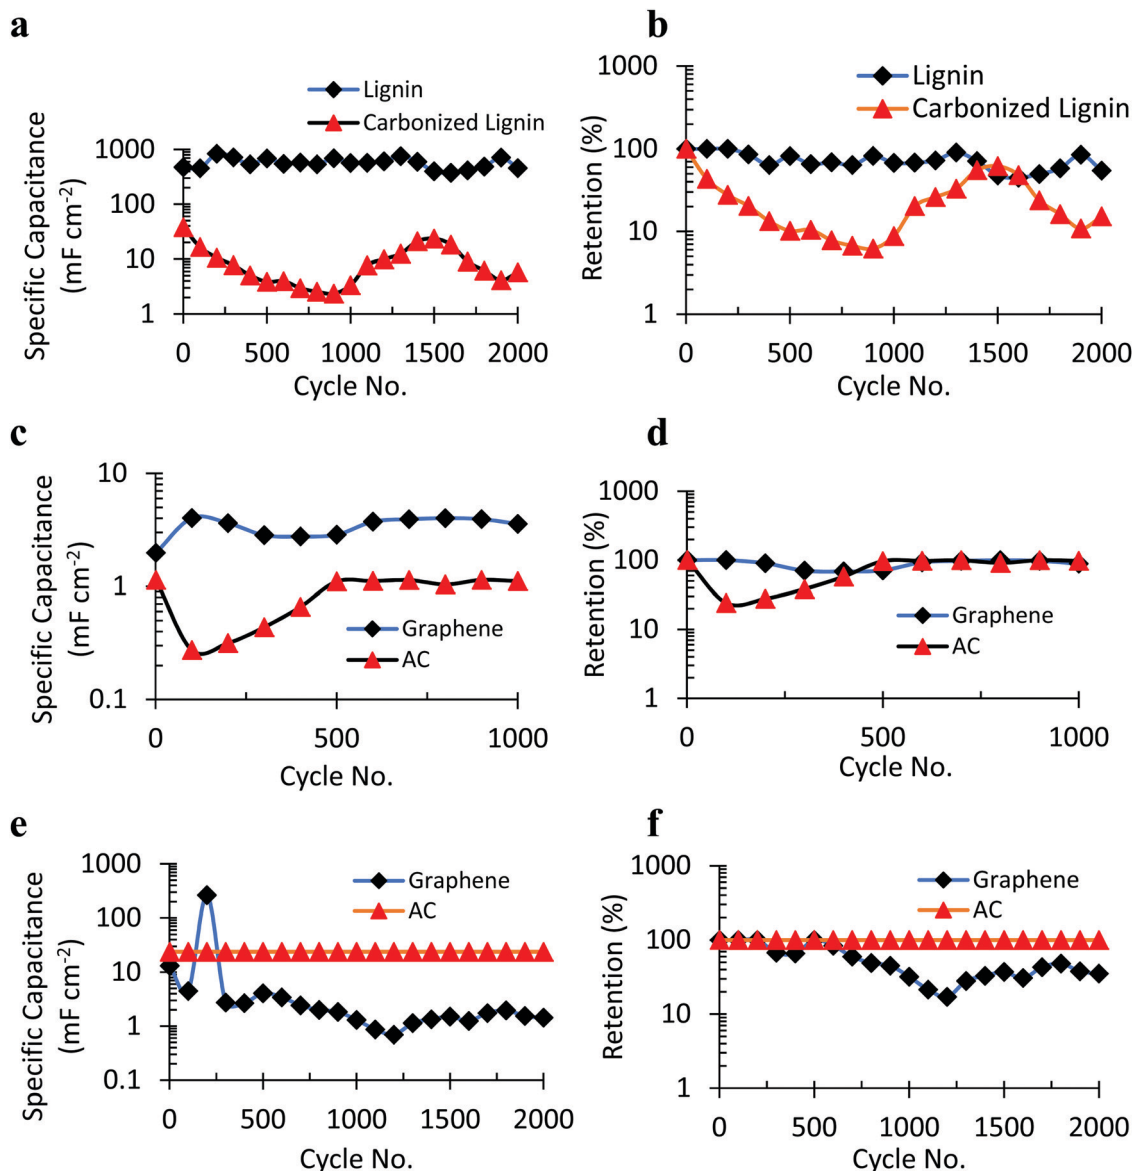 a
Specific Capacitance
(mF cm-2)
Lignin
Carbonized Lignin
1000
100
10
1
0 500 1000 1500 2000
Cycle No.
b
Retention (%)
Lignin
Carbonized Lignin
1000
100
10
1
0 500 1000 1500 2000
Cycle No.
c
Specific Capacitance
(mF cm-2)
10
1
0.1
Graphene
AC
0 500 1000
Cycle No.
d
Retention (%)
1000
100
10
1
Graphene
AC
0 500 1000
Cycle No.
e
Specific Capacitance
(mF cm-2)
1000
100
10
1
0.1
Graphene
AC
0 500 1000 1500 2000
Cycle No.
f
Retention (%)
1000
100
10
1
Graphene
AC
0 500 1000 1500 2000
Cycle No.